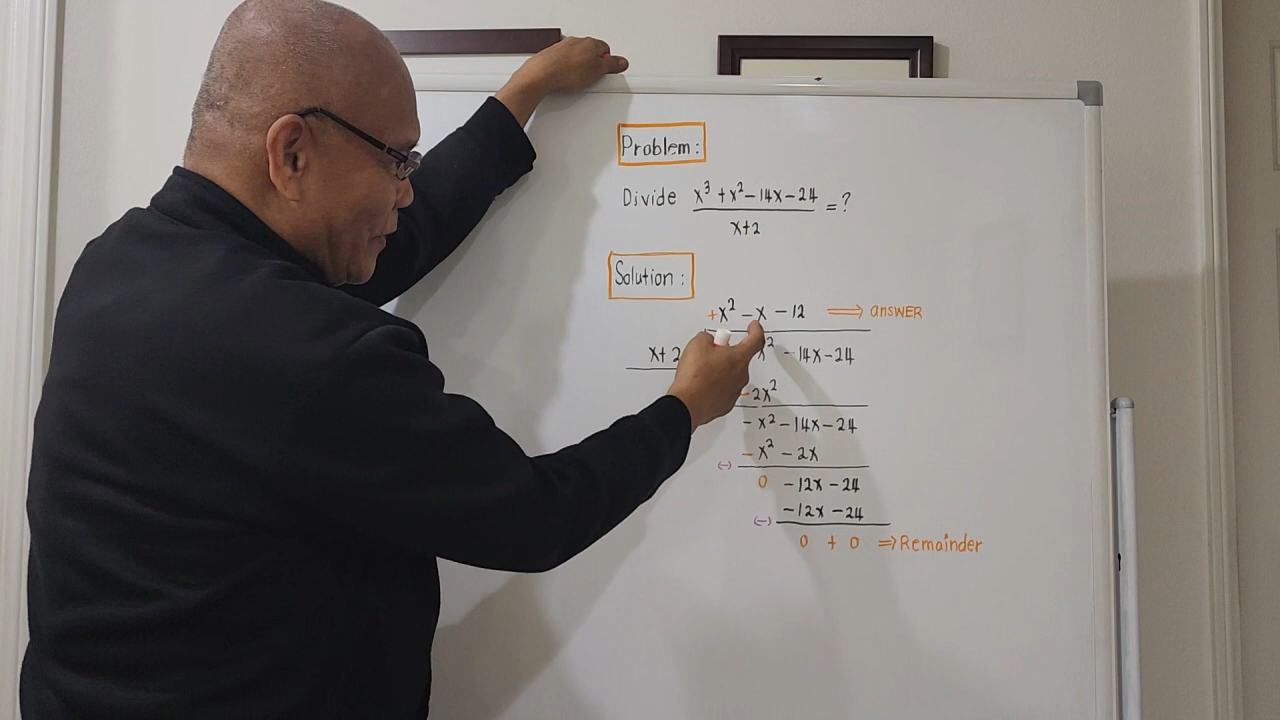 Problem:
Divide x³ + x² - 14x - 24 / x+2 = ?
Solution:
+x² - x - 12 ⟹ answer
x+2 x² - 14x - 24
- 2x²
- x² - 14x - 24
- x² - 2x
(-)
0 - 12x - 24
- 12x - 24
(-)
0 + 0 ⇒ Remainder